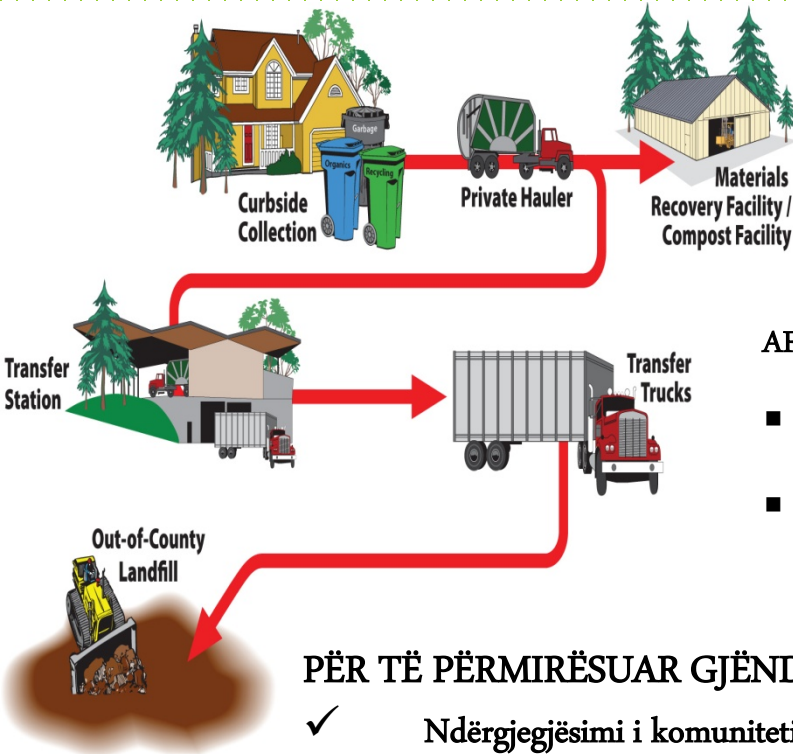 Garbage
Organics
Recycling
Curbside
Collection
Private Hauler
Materials
Recovery Facility /
Compost Facility
Transfer
Station
Transfer
Trucks
Out-of-County
Landfill
PËR TË PËRMIRËSUAR
Ndërgjegjësimi i